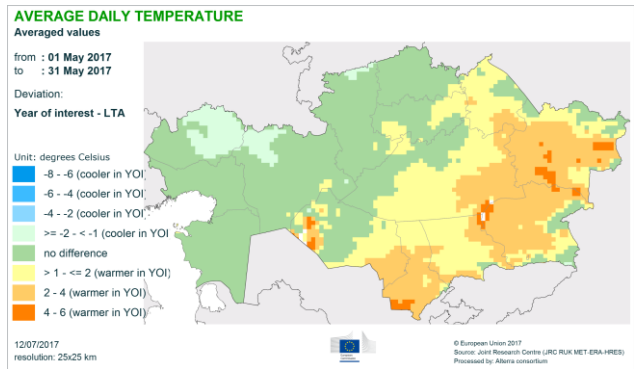 AVERAGE DAILY TEMPERATURE
Averaged values
from : 01 May 2017
to : 31 May 2017
Deviation:
Year of interest - LTA
Unit: degrees Celsius
-8 - -6 (cooler in YOI)
-6 - -4 (cooler in YOI)
-4 - -2 (cooler in YOI)
>= -2 - < -1 (cooler in YOI)
no difference
> 1 - <= 2 (warmer in YOI)
2 - 4 (warmer in YOI)
4 - 6 (warmer in YOI)
12/07/2017
resolution: 25x25 km
© European Union 2017
Source: Joint Research Centre (JRC RUK MET-ERA-HRES)
Processed by: Alterra consortium